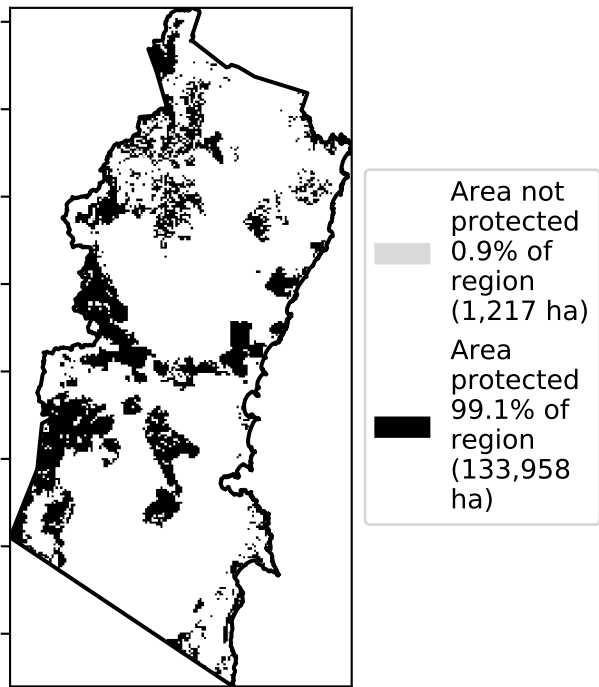 Area not
protected
0.9% of
region
(1,217 ha)
Area
protected
99.1% of
region
(133,958
ha)